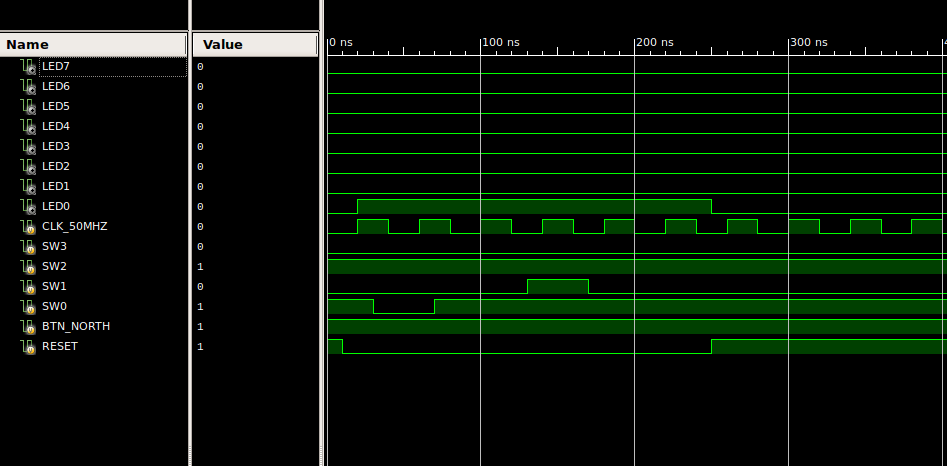 Name Value 0 ns 100 ns 200 ns 300 ns
LED7 0
LED6 0
LED5 0
LED4 0
LED3 0
LED2 0
LED1 0
LED0 0
CLK_50MHZ 0
SW3 0
SW2 1
SW1 0
SW0 1
BTN_NORTH 1
RESET 1